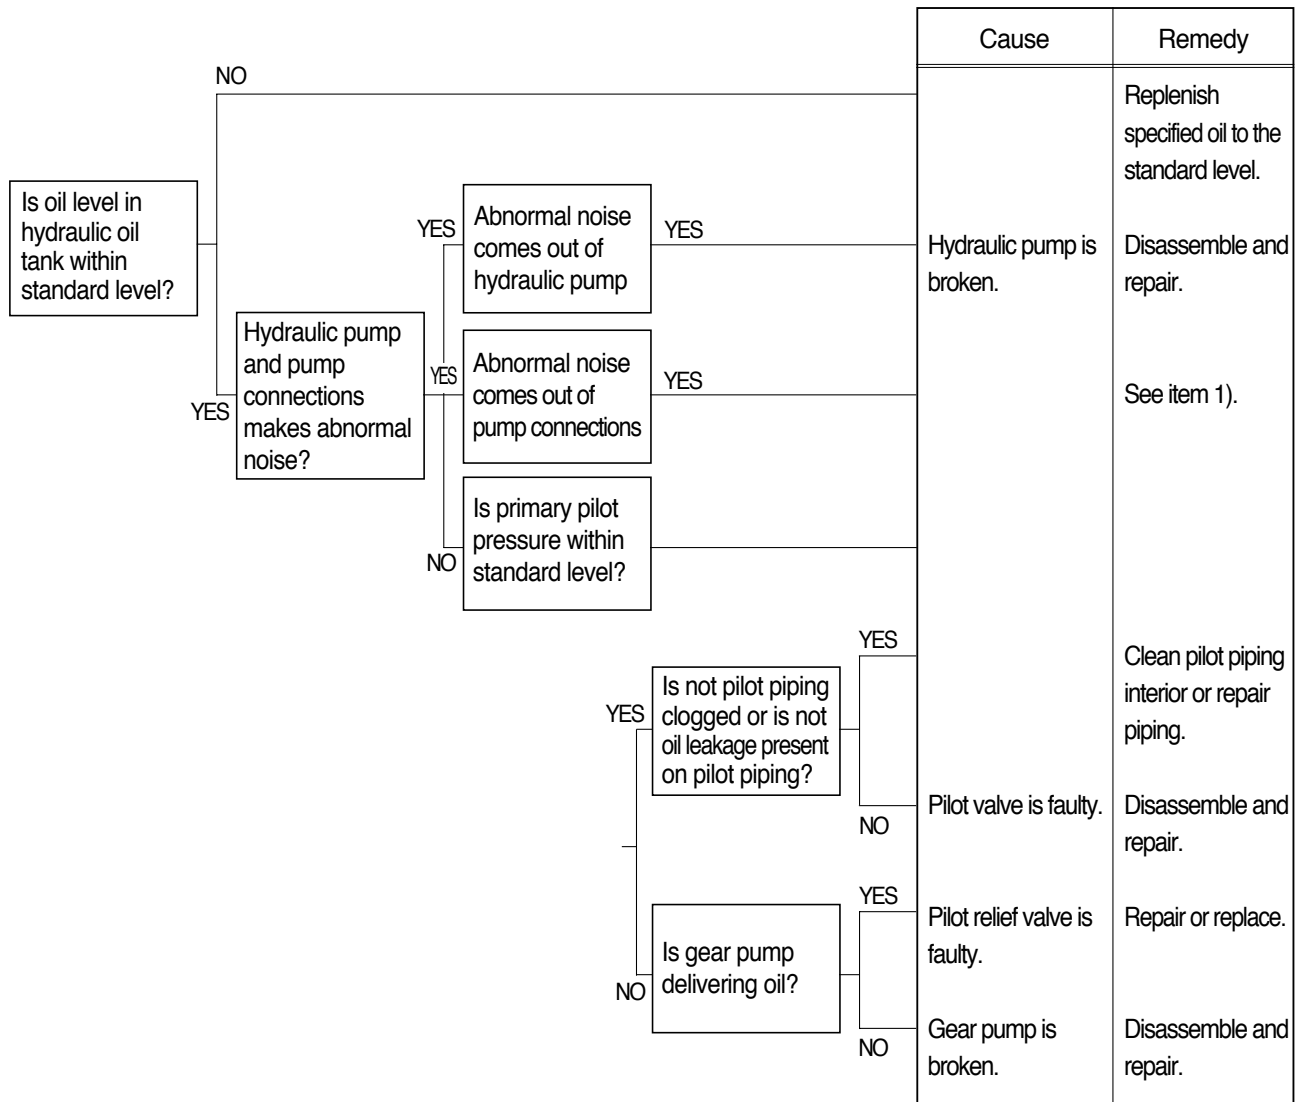 Cause
Remedy
NO
Replenish
specified oil to the
standard level.
Is oil level in
hydraulic oil
tank within
standard level?
YES
Abnormal noise
comes out of
hydraulic pump
YES
Hydraulic pump is
broken.
Disassemble and
repair.
YES
Hydraulic pump
and pump
connections
makes abnormal
noise?
YES
Abnormal noise
comes out of
pump connections
YES
See item 1).
NO
Is primary pilot
pressure within
standard level?
YES
Is not pilot piping
clogged or is not
oil leakage present
on pilot piping?
YES
Clean pilot piping
interior or repair
piping.
NO
Pilot valve is faulty.
Disassemble and
repair.
NO
Is gear pump
delivering oil?
YES
Pilot relief valve is
faulty.
Repair or replace.
NO
Gear pump is
broken.
Disassemble and
repair.